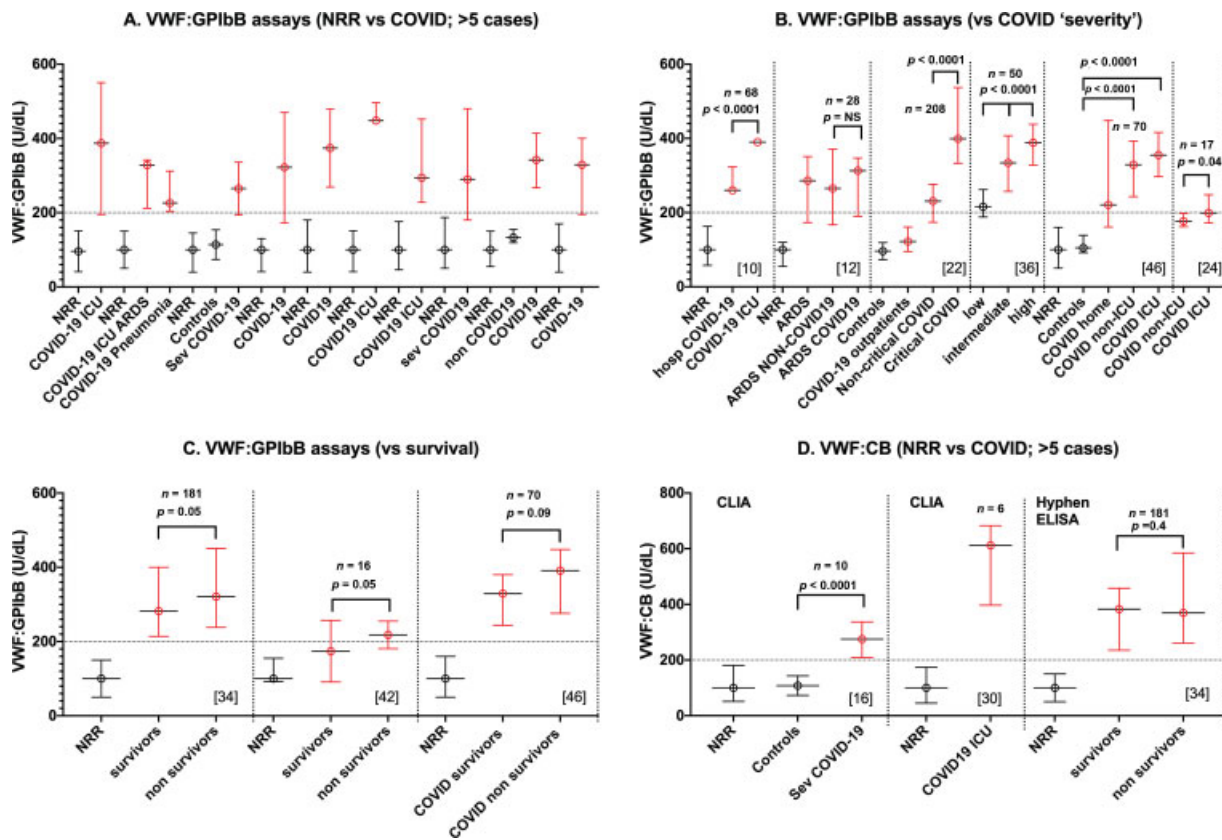 A. VWF:GPIbB assays (NRR vs COVID; >5 cases)
VWF:GPIbB (U/dL)
600
400
200
0
NRR
COVID-19 ICU
NRR
COVID-19 ICU ARDS
COVID-19 Pneumonia
NRR
Controls
Sev COVID-19
NRR
COVID-19
NRR
COVID19
NRR
COVID19 ICU
NRR
COVID19 ICU
NRR
sev COVID19
NRR
non COVID19
COVID19
NRR
COVID-19
B. VWF:GPIbB assays (vs COVID ‘severity’)
VWF:GPIbB (U/dL)
600
400
200
0
n = 68
p < 0.0001
n = 28
p = NS
p < 0.0001
n = 208
n = 50
p < 0.0001
p < 0.0001
p < 0.0001
n = 70
n = 17
p = 0.04
[10]
[12]
[22]
[36]
[46]
[24]
NRR
hosp COVID-19
COVID-19 ICU
NRR
ARDS
ARDS NON-COVID19
ARDS COVID19
Controls
COVID-19 outpatients
Non-critical COVID
Critical COVID
low
intermediate
high
NRR
Controls
COVID home
COVID non-ICU
COVID ICU
COVID non-ICU
COVID ICU
C. VWF:GPIbB assays (vs survival)
VWF:GPIbB (U/dL)
600
400
200
0
n = 181
p = 0.05
n = 16
p = 0.05
n = 70
p = 0.09
[34]
[42]
[46]
NRR
survivors
non survivors
NRR
survivors
non survivors
NRR
COVID survivors
COVID non survivors
D. VWF:CB (NRR vs COVID; >5 cases)
VWF:CB (U/dL)
800
600
400
200
0
CLIA
n = 10
p < 0.0001
[16]
CLIA
n = 6
[30]
Hyphen
ELISA
n = 181
p =0.4
[34]
NRR
Controls
Sev COVID-19
NRR
COVID19 ICU
NRR
survivors
non survivors